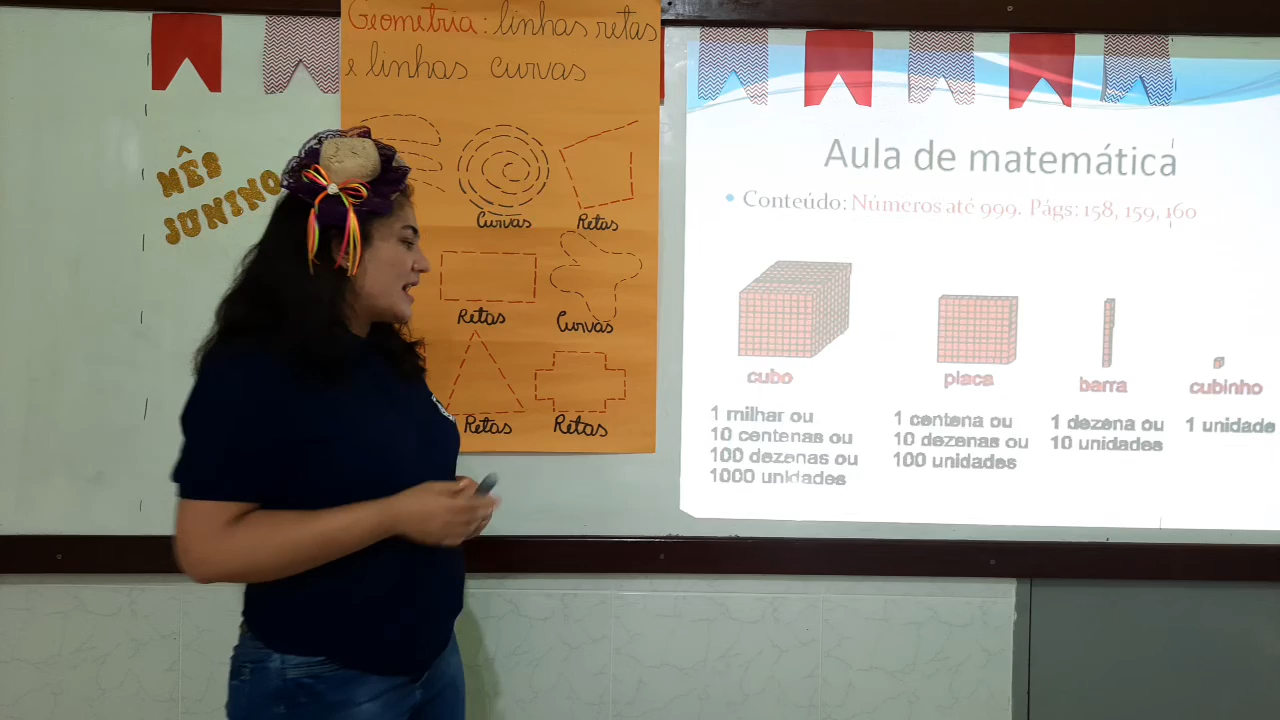 Geometria: linhas retas
e linhas curvas
MÊS
JUNINO
Curvas
Retas
Retas
Curvas
Retas
Retas
Aula de matemática
• Conteúdo: Números até 999. Págs: 158, 159, 160
cubo
placa
barra
cubinho
1 milhar ou
10 centenas ou
100 dezenas ou
1000 unidades
1 centena ou
10 dezenas ou
100 unidades
1 dezena ou
10 unidades
1 unidade